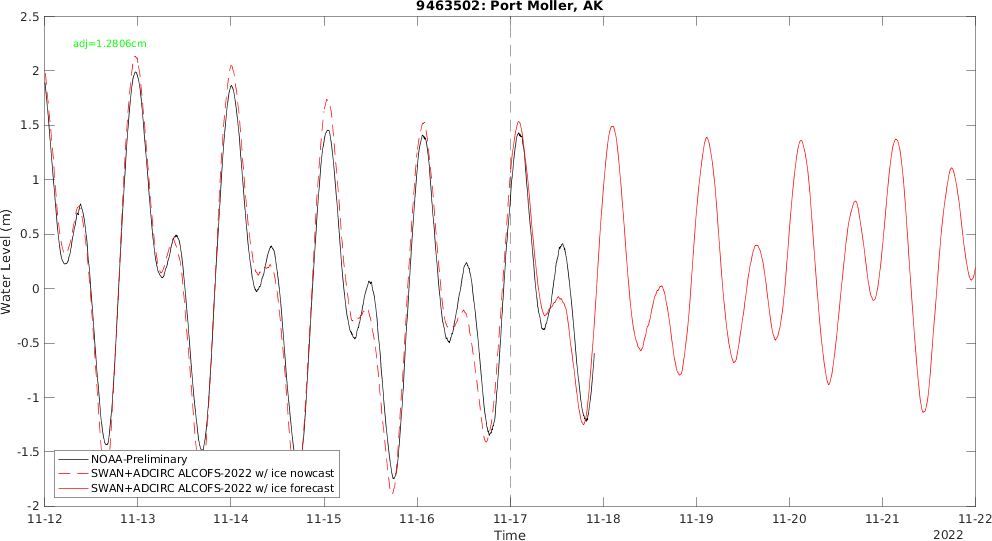 9463502: Port Moller, AK
adj=1.2806cm
2.5
2
1.5
1
0.5
0
-0.5
-1
-1.5
-2
Water Level (m)
NOAA-Preliminary
SWAN+ADCIRC ALCOFS-2022 w/ ice nowcast
SWAN+ADCIRC ALCOFS-2022 w/ ice forecast
11-12 11-13 11-14 11-15 11-16 11-17 11-18 11-19 11-20 11-21 11-22
Time
2022